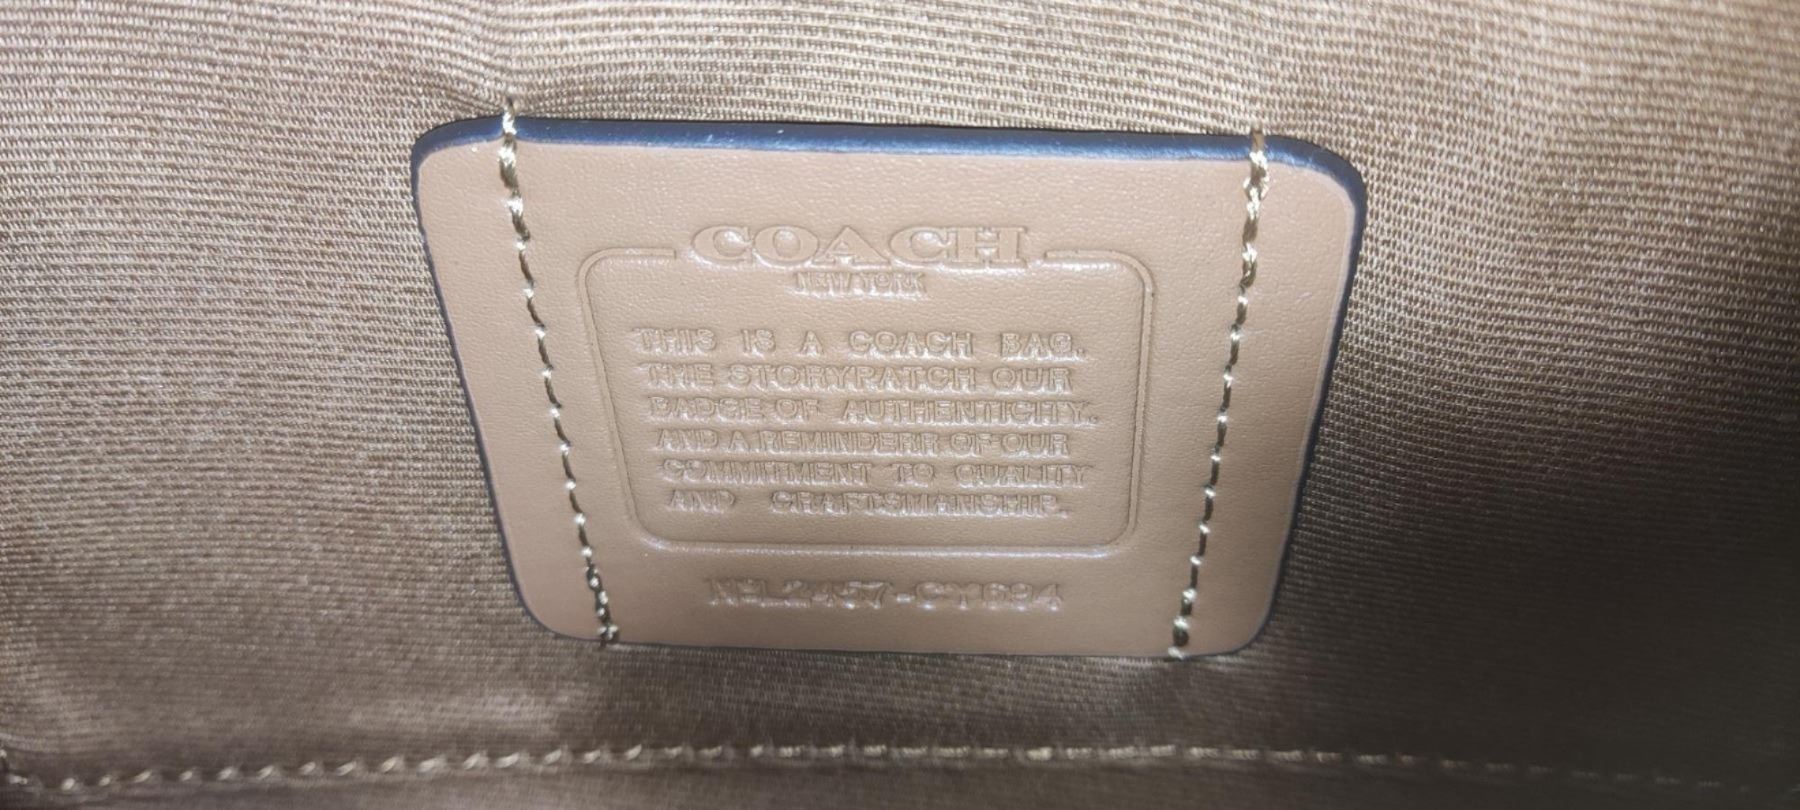 COACH
NEW YORK
THIS IS A COACH BAG.
THE STORYPATCH OUR
BADGE OF AUTHENTICITY.
AND A REMINDERR OF OUR
COMMITMENT TO QUALITY
AND CRAFTSMANSHIP.